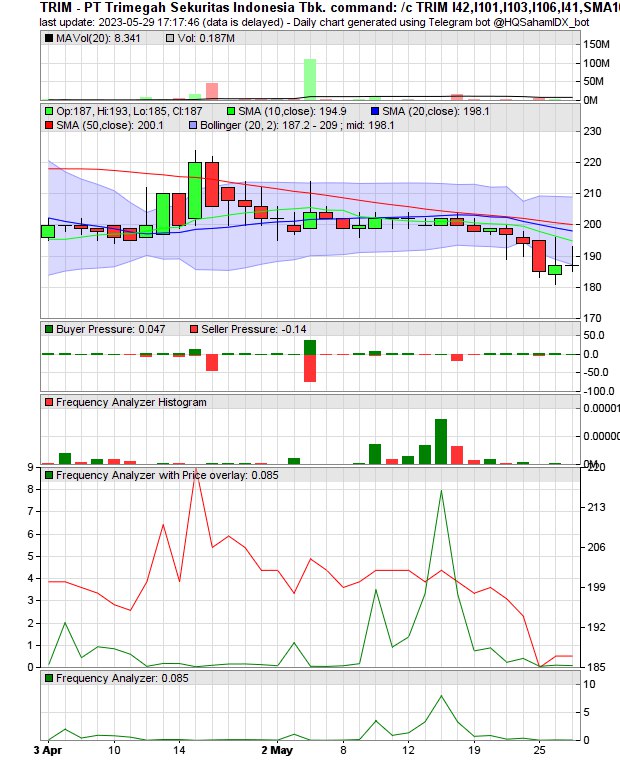 TRIM - PT Trimegah Sekuritas Indonesia Tbk. command: /c TRIM I42,I101,I103,I106,I41,SMA10
last update: 2023-05-29 17:17:46 (data is delayed) - Daily chart generated using Telegram bot @HQSahamIDX_bot
MAVol(20): 8.341 Vol: 0.187M
150M
100M
50M
0M
Op:187, Hi:193, Lo:185, Cl:187 SMA (10,close): 194.9 SMA (20,close): 198.1
SMA (50,close): 200.1 Bollinger (20, 2): 187.2 - 209 ; mid: 198.1
230
220
210
200
190
180
170
Buyer Pressure: 0.047 Seller Pressure: -0.14
50.0
0.0
-50.0
-100.0
Frequency Analyzer Histogram
0.00001
0.00000
0M
Frequency Analyzer with Price overlay: 0.085
9
8
7
6
5
4
3
2
1
0
220
213
206
199
192
185
Frequency Analyzer: 0.085
10
5
0
3 Apr 10 14 2 May 8 12 19 25